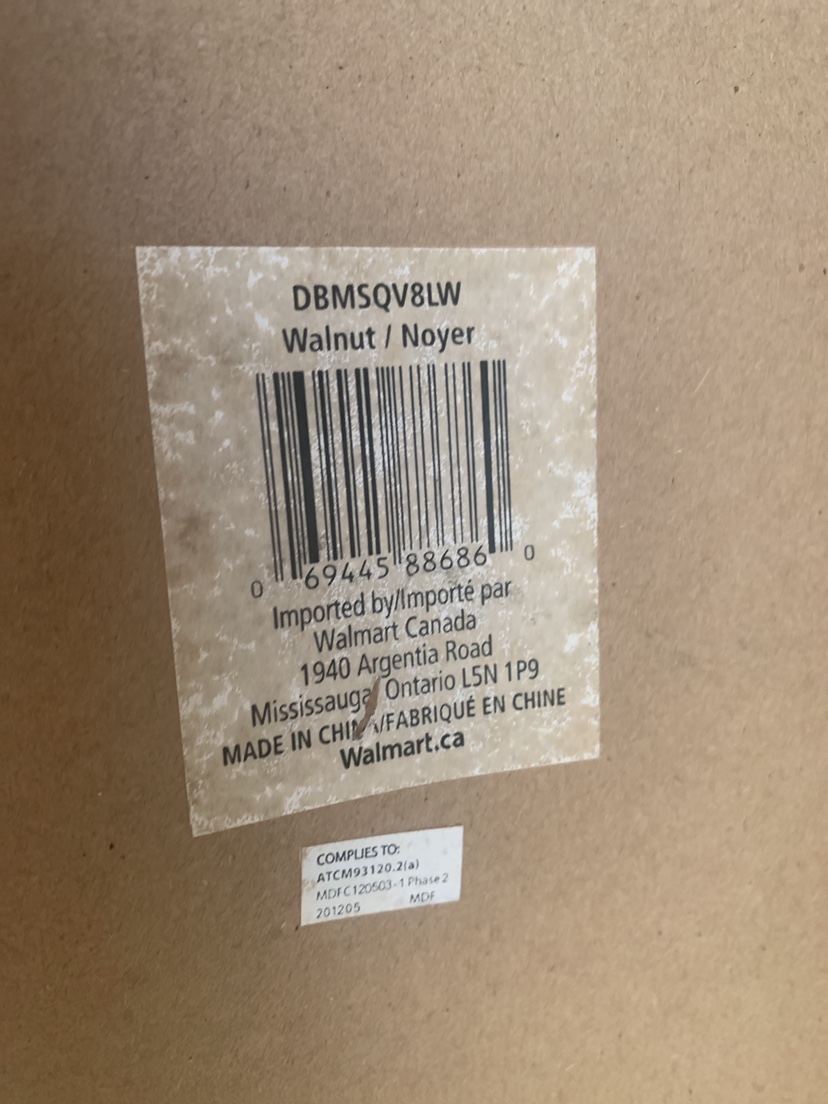 DBMSQV8LW
Walnut / Noyer
0 69445 88686 0
Imported by/Importé par
Walmart Canada
1940 Argentia Road
Mississauga, Ontario L5N 1P9
MADE IN CHINA/FABRIQUÉ EN CHINE
Walmart.ca
COMPLIES TO:
ATCM93120.2(a)
MDFC120503-1 Phase 2
201205 MDF